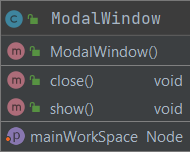 C ModalWindow
m ModalWindow()
m close() void
m show() void
p mainWorkSpace Node